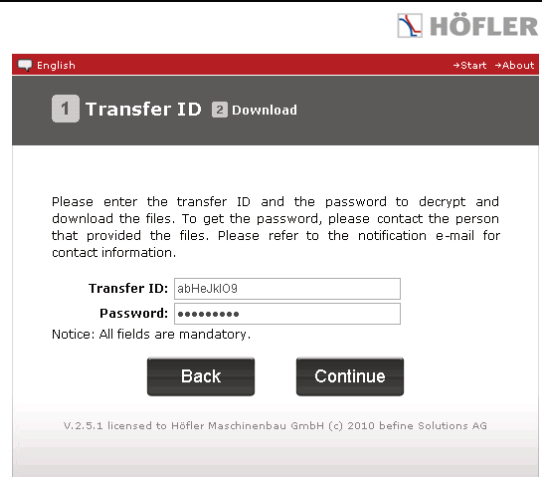 HÖFLER
English →Start →About
1 Transfer ID 2 Download
Please enter the transfer ID and the password to decrypt and
download the files. To get the password, please contact the person
that provided the files. Please refer to the notification e-mail for
contact information.
Transfer ID: abHeJklO9
Password: •••••••••
Notice: All fields are mandatory.
Back Continue
V.2.5.1 licensed to Höfler Maschinenbau GmbH (c) 2010 befine Solutions AG